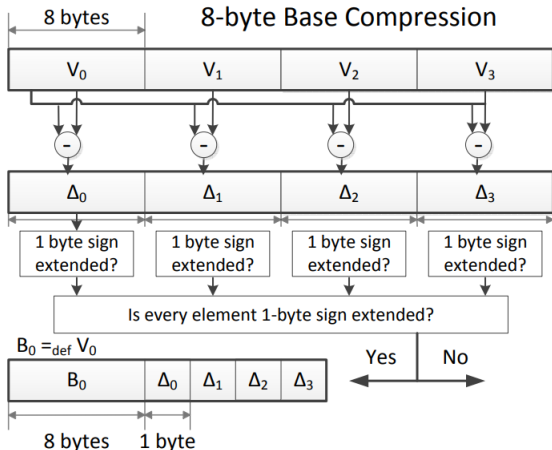 8-byte Base Compression
8 bytes
V0 V1 V2 V3
- - - -
Δ0 Δ1 Δ2 Δ3
1 byte sign extended?
1 byte sign extended?
1 byte sign extended?
1 byte sign extended?
Is every element 1-byte sign extended?
B0 =def V0
Yes No
B0 Δ0 Δ1 Δ2 Δ3
8 bytes 1 byte